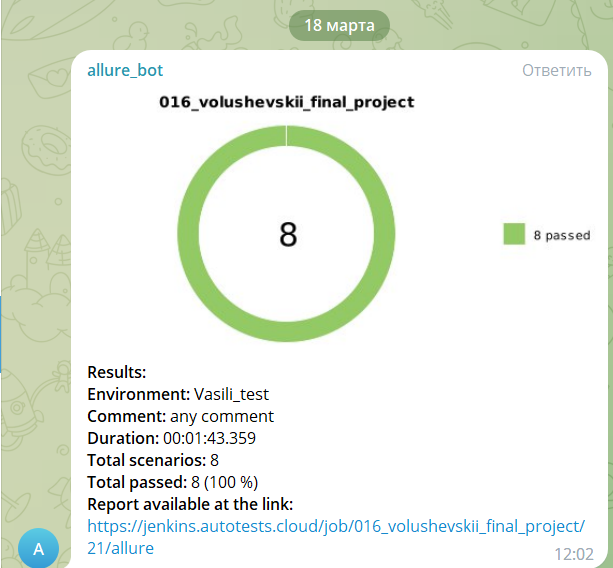 18 марта
allure_bot
Ответить
016_volushevskii_final_project
8
8 passed
Results:
Environment: Vasili_test
Comment: any comment
Duration: 00:01:43.359
Total scenarios: 8
Total passed: 8 (100 %)
Report available at the link:
https://jenkins.autotests.cloud/job/016_volushevskii_final_project/
21/allure
A
12:02